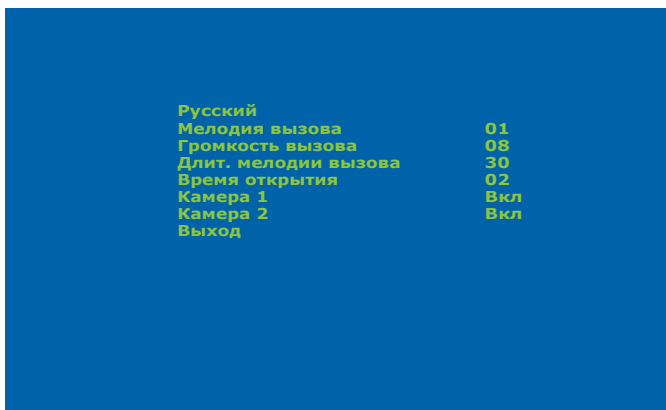 Русский
Мелодия вызова 01
Громкость вызова 08
Длит. мелодии вызова 30
Время открытия 02
Камера 1 Вкл
Камера 2 Вкл
Выход